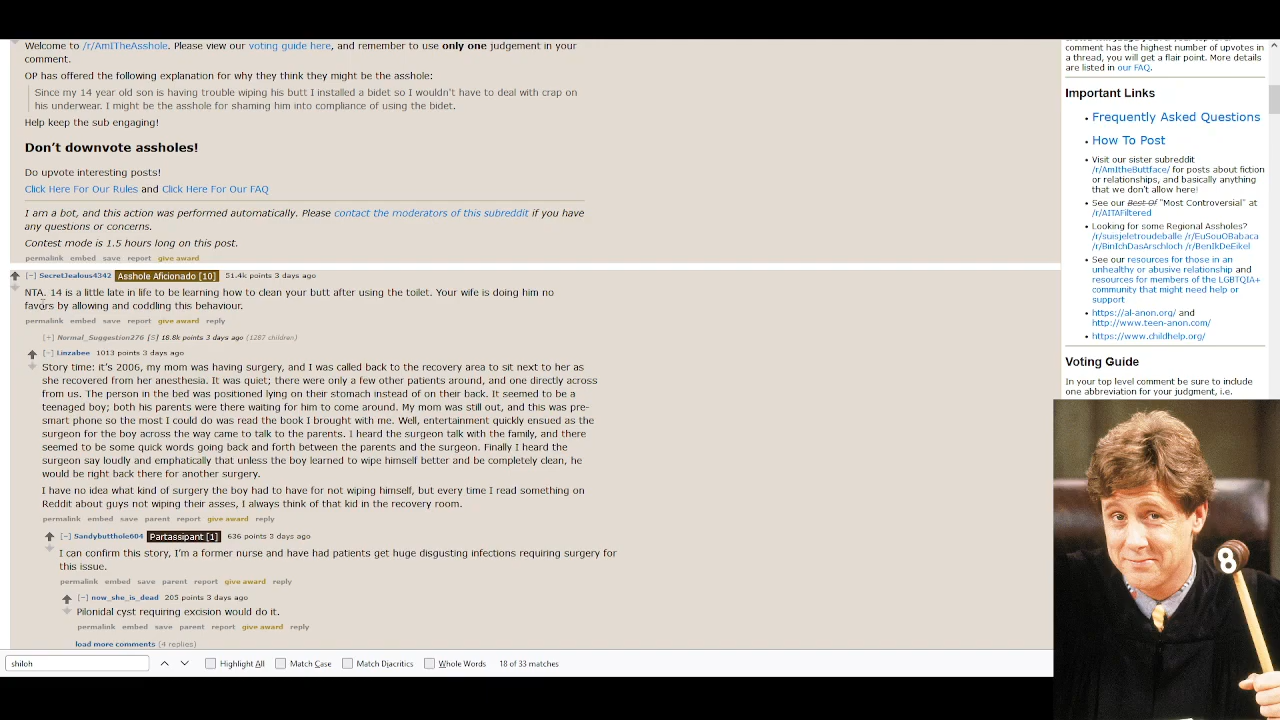 Welcome to /r/AmITheAsshole. Please view our voting guide here, and remember to use only one judgement in your
comment.
OP has offered the following explanation for why they think they might be the asshole:
Since my 14 year old son is having trouble wiping his butt I installed a bidet so I wouldn't have to deal with crap on
his underwear. I might be the asshole for shaming him into compliance of using the bidet.
Help keep the sub engaging!
Don't downvote assholes!
Do upvote interesting posts!
Click Here For Our Rules and Click Here For Our FAQ
I am a bot, and this action was performed automatically. Please contact the moderators of this subreddit if you have
any questions or concerns.
Contest mode is 1.5 hours long on this post.
permalink embed save report give award
[–] SecretJealous4342 Asshole Aficionado [10] 51.4k points 3 days ago
NTA. 14 is a little late in life to be learning how to clean your butt after using the toilet. Your wife is doing him no
favors by allowing and coddling this behaviour.
permalink embed save report give award reply
[+] Normal_Suggestion276 [S] 18.8k points 3 days ago (1287 children)
[–] Linzabee 1013 points 3 days ago
Story time: it's 2006, my mom was having surgery, and I was called back to the recovery area to sit next to her as
she recovered from her anesthesia. It was quiet; there were only a few other patients around, and one directly across
from us. The person in the bed was positioned lying on their stomach instead of on their back. It seemed to be a
teenaged boy; both his parents were there waiting for him to come around. My mom was still out, and this was pre-
smart phone so the most I could do was read the book I brought with me. Well, entertainment quickly ensued as the
surgeon for the boy across the way came to talk to the parents. I heard the surgeon talk with the family, and there
seemed to be some quick words going back and forth between the parents and the surgeon. Finally I heard the
surgeon say loudly and emphatically that unless the boy learned to wipe himself better and be completely clean, he
would be right back there for another surgery.
I have no idea what kind of surgery the boy had to have for not wiping himself, but every time I read something on
Reddit about guys not wiping their asses, I always think of that kid in the recovery room.
permalink embed save parent report give award reply
[–] Sandybutthole604 Partassipant [1] 636 points 3 days ago
I can confirm this story, I'm a former nurse and have had patients get huge disgusting infections requiring surgery for
this issue.
permalink embed save parent report give award reply
[–] now_she_is_dead 205 points 3 days ago
Pilonidal cyst requiring excision would do it.
permalink embed save parent report give award reply
load more comments (4 replies)
shiloh
Highlight All
Match Case
Match Diacritics
Whole Words
18 of 33 matches
comment has the highest number of upvotes in
a thread, you will get a flair point. More details
are listed in our FAQ.
Important Links
• Frequently Asked Questions
• How To Post
• Visit our sister subreddit
/r/AmItheButtface/ for posts about fiction
or relationships, and basically anything
that we don't allow here!
• See our Best Of "Most Controversial" at
/r/AITAFiltered
• Looking for some Regional Assholes?
/r/suisjeletroudeballe /r/EuSouOBabaca
/r/BinIchDasArschloch /r/BenIkDeEikel
• See our resources for those in an
unhealthy or abusive relationship and
resources for members of the LGBTQIA+
community that might need help or
support
• https://al-anon.org/ and
http://www.teen-anon.com/
• https://www.childhelp.org/
Voting Guide
In your top level comment be sure to include
one abbreviation for your judgment, i.e.
8